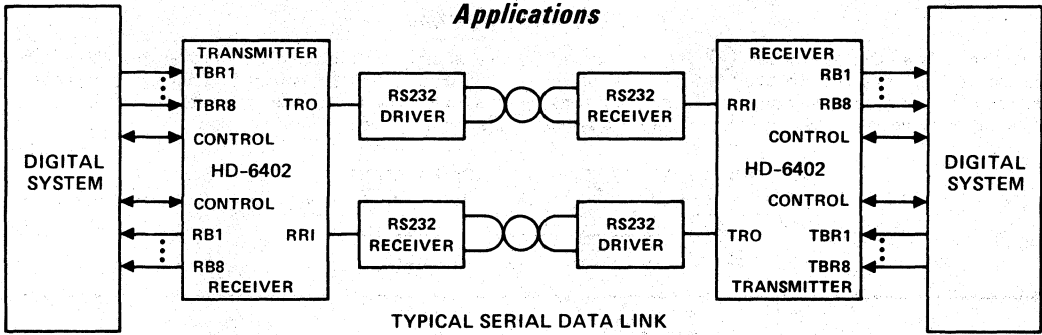 Applications
DIGITAL
SYSTEM
TRANSMITTER
TBR1
TBR8
TRO
CONTROL
HD-6402
CONTROL
RB1
RRI
RB8
RECEIVER
RS232
DRIVER
RS232
RECEIVER
RS232
RECEIVER
RS232
DRIVER
RECEIVER
RB1
RRI
RB8
CONTROL
HD-6402
CONTROL
TRO
TBR1
TBR8
TRANSMITTER
DIGITAL
SYSTEM
TYPICAL SERIAL DATA LINK